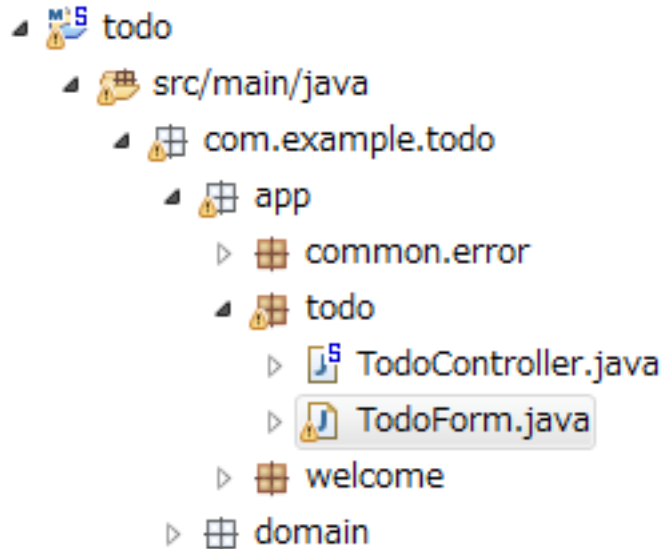 todo
src/main/java
com.example.todo
app
common.error
todo
TodoController.java
TodoForm.java
welcome
domain